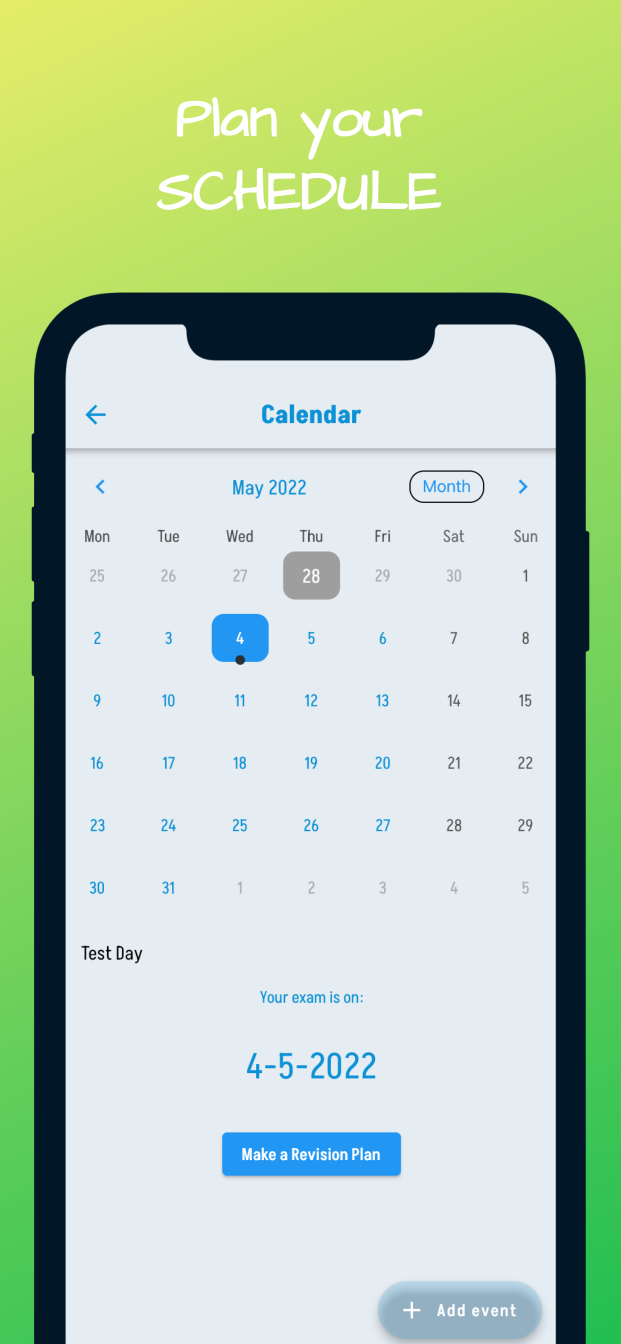 Plan your
SCHEDULE
Calendar
May 2022 Month
Mon Tue Wed Thu Fri Sat Sun
25 26 27 28 29 30 1
2 3 4 5 6 7 8
9 10 11 12 13 14 15
16 17 18 19 20 21 22
23 24 25 26 27 28 29
30 31 1 2 3 4 5
Test Day
Your exam is on:
4-5-2022
Make a Revision Plan
+ Add event